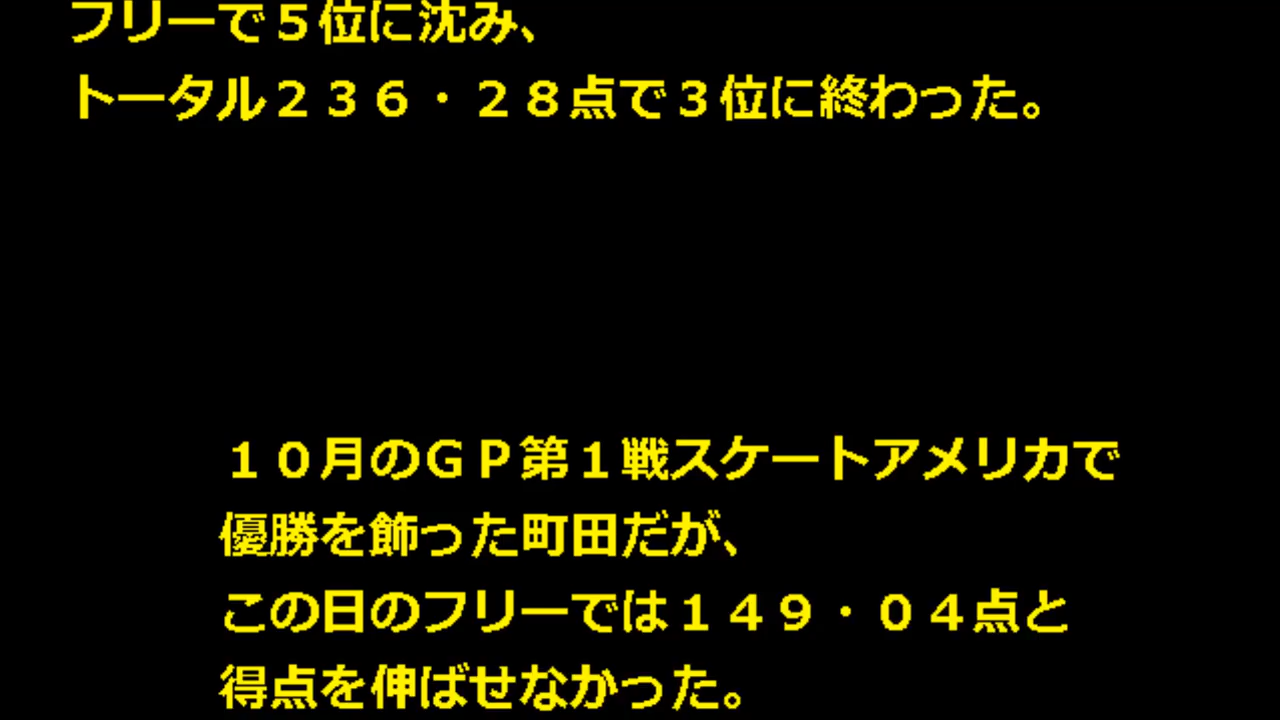 フリーで５位に沈み、
トータル２３６・２８点で３位に終わった。
１０月のＧＰ第１戦スケートアメリカで
優勝を飾った町田だが、
この日のフリーでは１４９・０４点と
得点を伸ばせなかった。